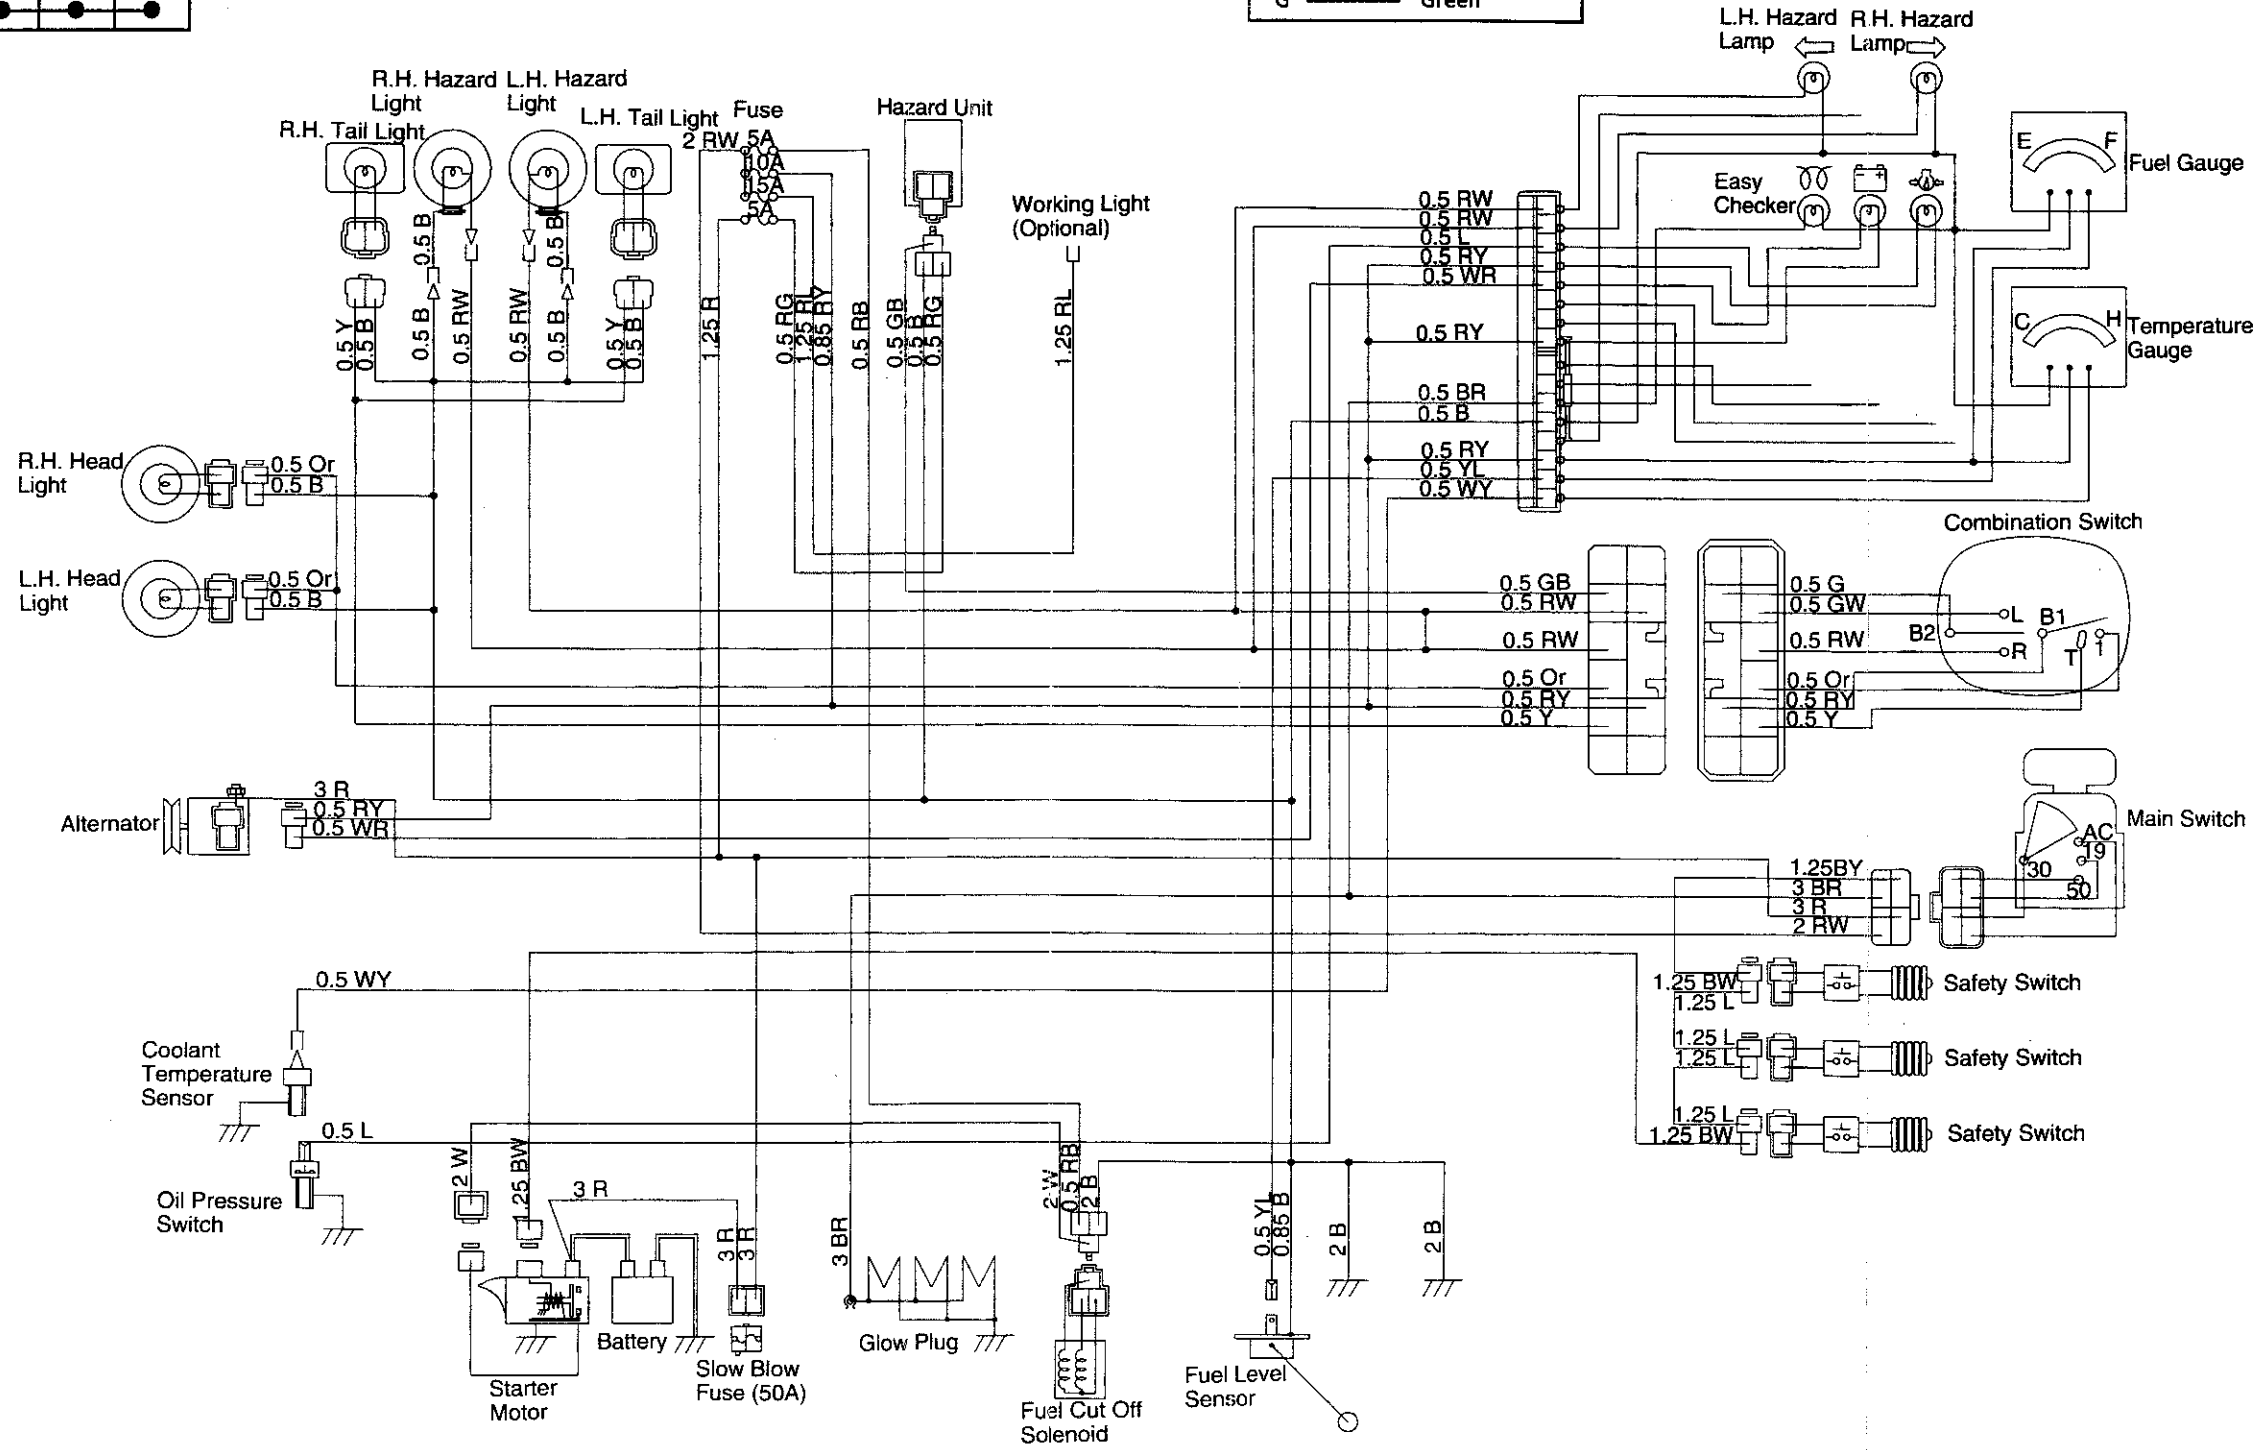 G Green
L.H. Hazard Lamp
R.H. Hazard Lamp
R.H. Hazard Light
L.H. Hazard Light
R.H. Tail Light
L.H. Tail Light
Fuse
2 RW
5A
10A
15A
5A
Hazard Unit
Working Light
(Optional)
Easy
Checker
E
F
Fuel Gauge
C
H
Temperature
Gauge
0.5 RW
0.5 RW
0.5 L
0.5 RY
0.5 WR
0.5 RY
0.5 BR
0.5 B
0.5 RY
0.5 YL
0.5 WY
0.5 Y
0.5 B
0.5 B
0.5 B
0.5 RW
0.5 RW
0.5 B
0.5 B
0.5 Y
0.5 B
1.25 R
0.5 RG
1.25 RL
0.85 RY
0.5 RB
0.5 GB
0.5 B
0.5 RG
1.25 RL
R.H. Head
Light
0.5 Or
0.5 B
L.H. Head
Light
0.5 Or
0.5 B
Combination Switch
0.5 GB
0.5 RW
0.5 RW
0.5 Or
0.5 RY
0.5 Y
0.5 G
0.5 GW
0.5 RW
0.5 Or
0.5 RY
0.5 Y
L
B1
B2
R
T
1
Alternator
3 R
0.5 RY
0.5 WR
Main Switch
AC
19
30
50
1.25BY
3 BR
3 R
2 RW
1.25 BW
1.25 L
Safety Switch
1.25 L
1.25 L
Safety Switch
1.25 L
1.25 BW
Safety Switch
0.5 WY
Coolant
Temperature
Sensor
0.5 L
Oil Pressure
Switch
2 W
1.25 BW
3 R
3 R
3 R
3 BR
2 W
0.5 RB
2 B
0.5 YL
0.85 B
2 B
2 B
Battery
Starter
Motor
Slow Blow
Fuse (50A)
Glow Plug
Fuel Cut Off
Solenoid
Fuel Level
Sensor